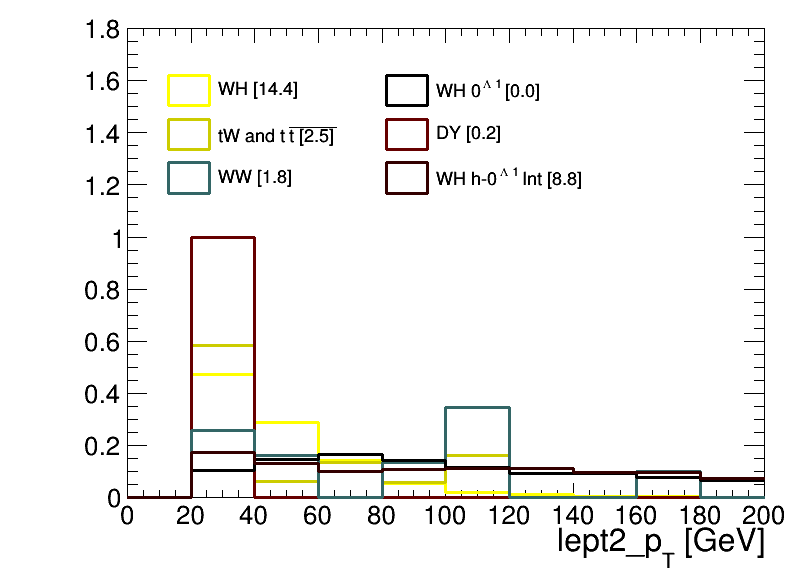 1.8
1.6
WH [14.4] WH 0^Λ1 [0.0]
1.4
tW and t t̅ [2.5] DY [0.2]
1.2
WW [1.8] WH h-0^Λ1 Int [8.8]
1
0.8
0.6
0.4
0.2
0
0 20 40 60 80 100 120 140 160 180 200
lept2_p_T [GeV]